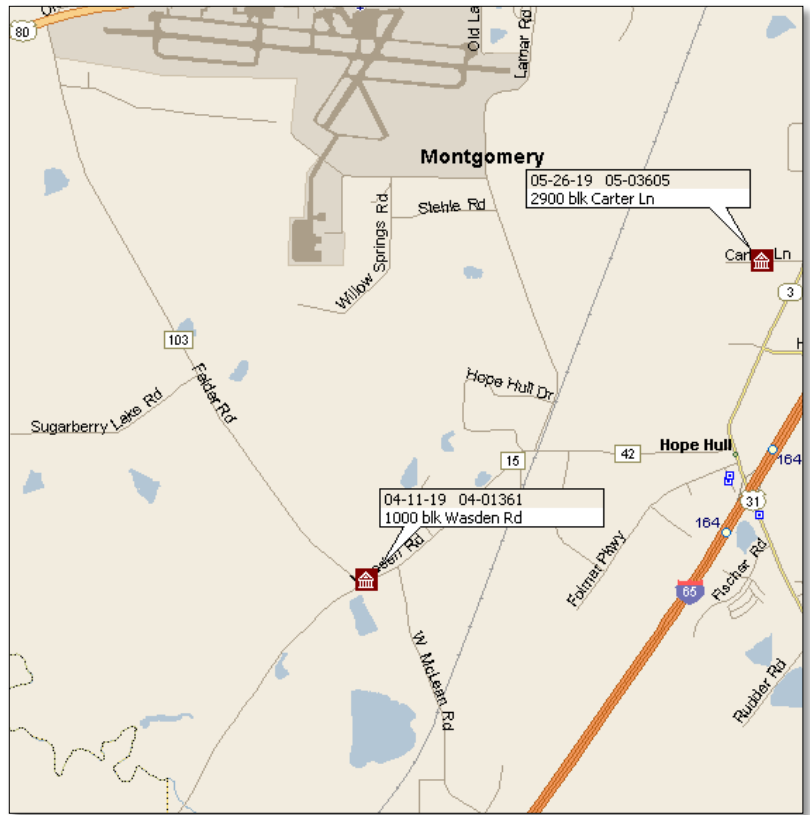 80
Old La
Lamar Rd
Montgomery
05-26-19 05-03605
2900 blk Carter Ln
Slehle Rd
Willow Springs Rd
Ln
3
103
Felder Rd
Hope Hull Dr
Sugarberry Lake Rd
Hope Hull
15
42
164
31
04-11-19 04-01361
1000 blk Wasden Rd
164
Rd
Folmar Pkwy
Fischer Rd
65
W McLean Rd
Rudder Rd